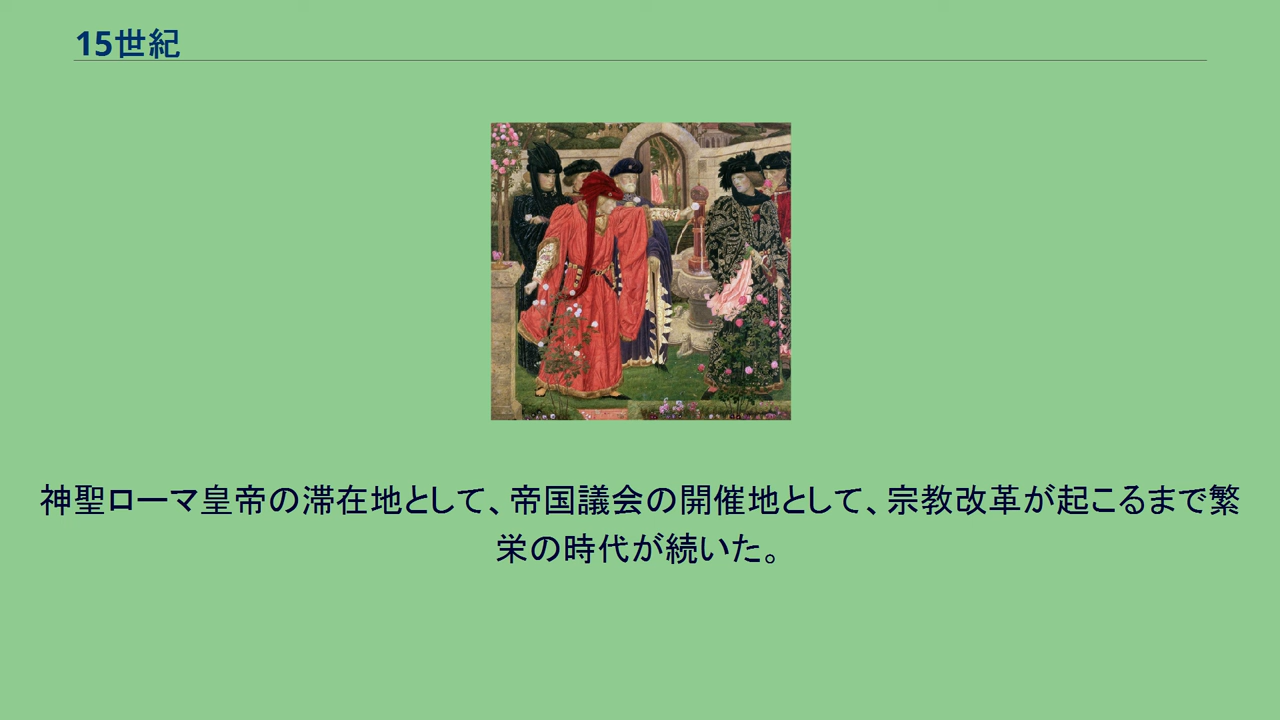 15世紀
神聖ローマ皇帝の滞在地として、帝国議会の開催地として、宗教改革が起こるまで繁
栄の時代が続いた。